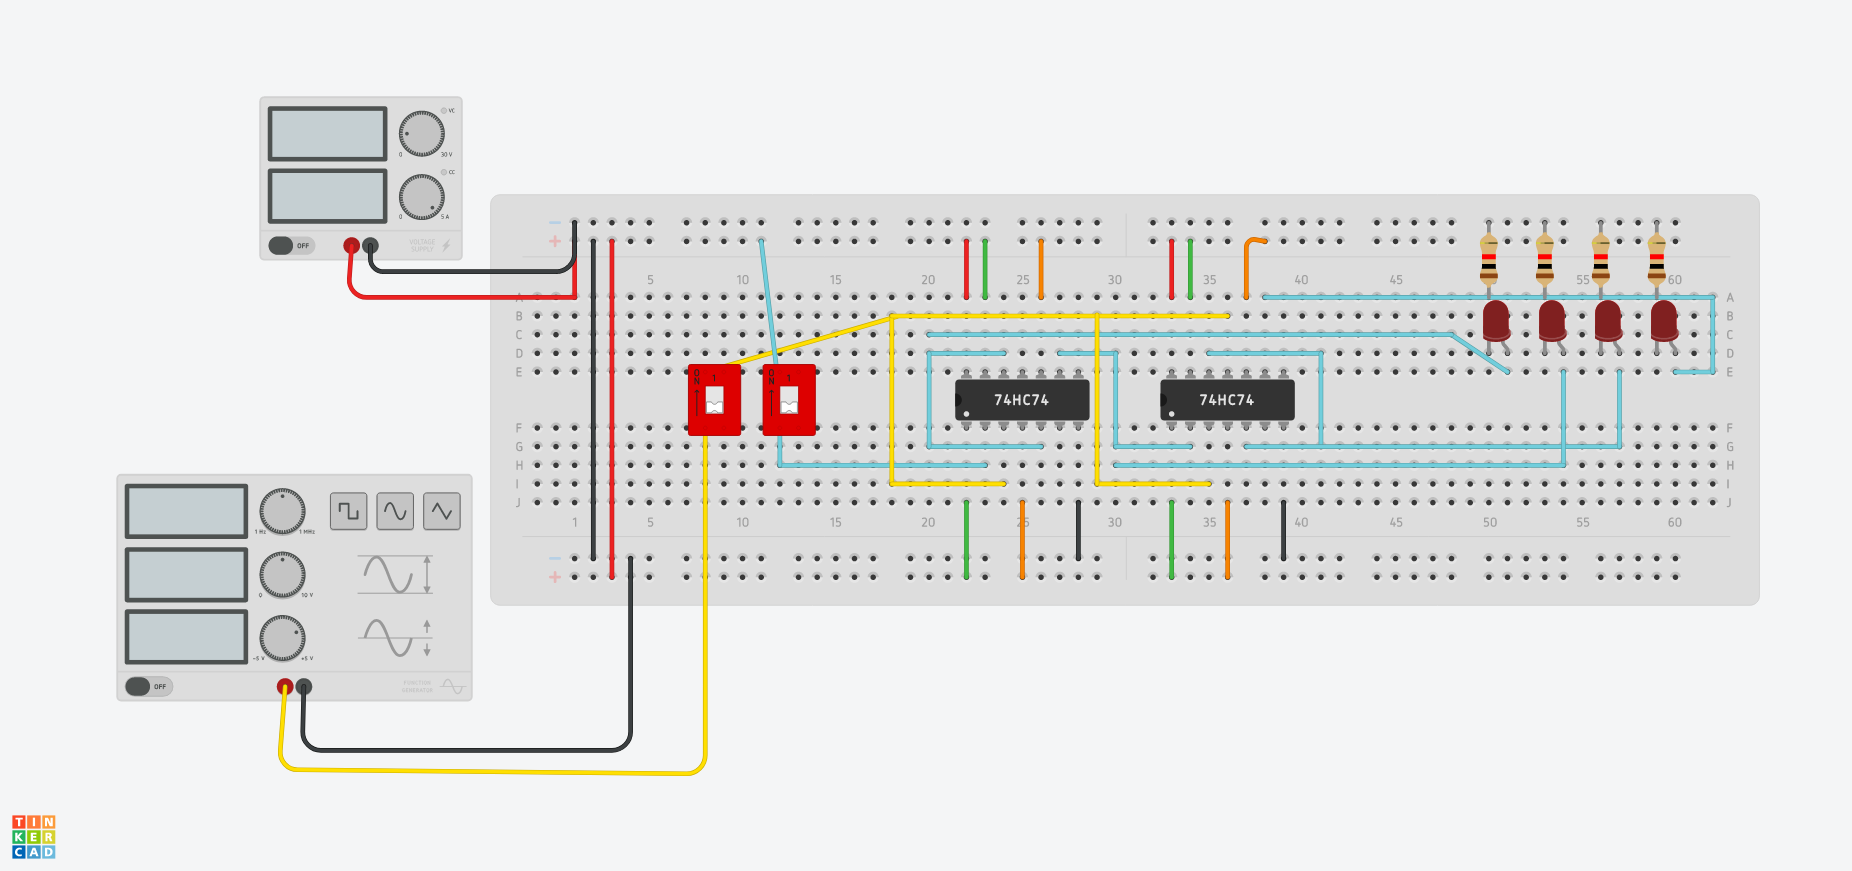 VC
0 30 V
CC
0 5 A
OFF
VOLTAGE
SUPPLY
− 
+
5 10 15 20 25 30 35 40 45 50 55 60
A A
B B
C C
D D
E E
ON 1
ON 1
74HC74
74HC74
F F
G G
H H
I I
J J
1 5 10 15 20 25 30 35 40 45 50 55 60
−
+
1 Hz 1 MHz
0 10 V
-5 V +5 V
OFF
FUNCTION
GENERATOR
TIN
KER
CAD